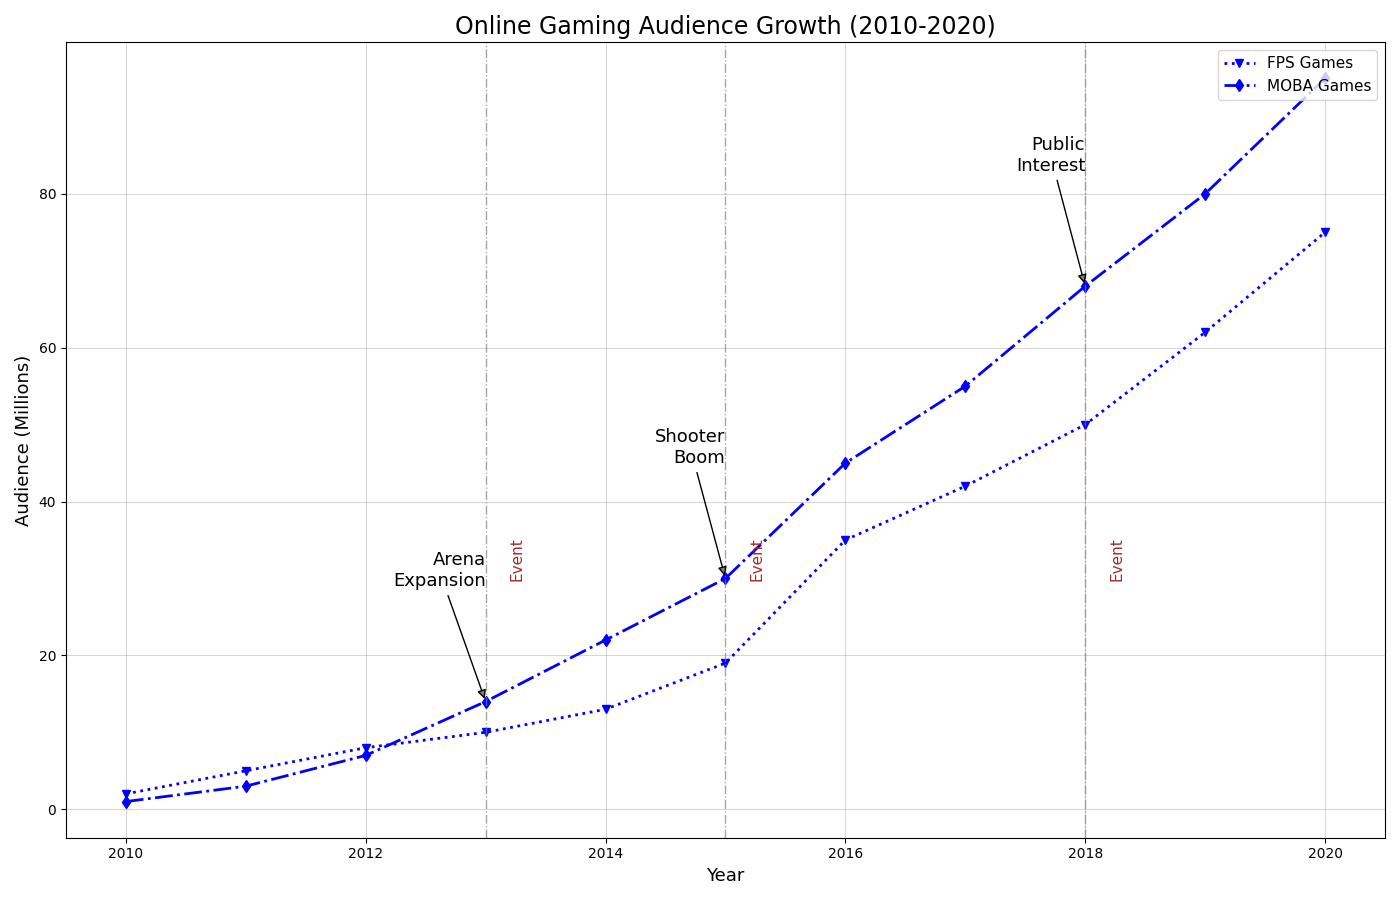 Online Gaming Audience Growth (2010-2020)
FPS Games
MOBA Games
Public
Interest
Shooter
Boom
Arena
Expansion
Event
Event
Event
80
60
40
20
0
Audience (Millions)
2010
2012
2014
2016
2018
2020
Year